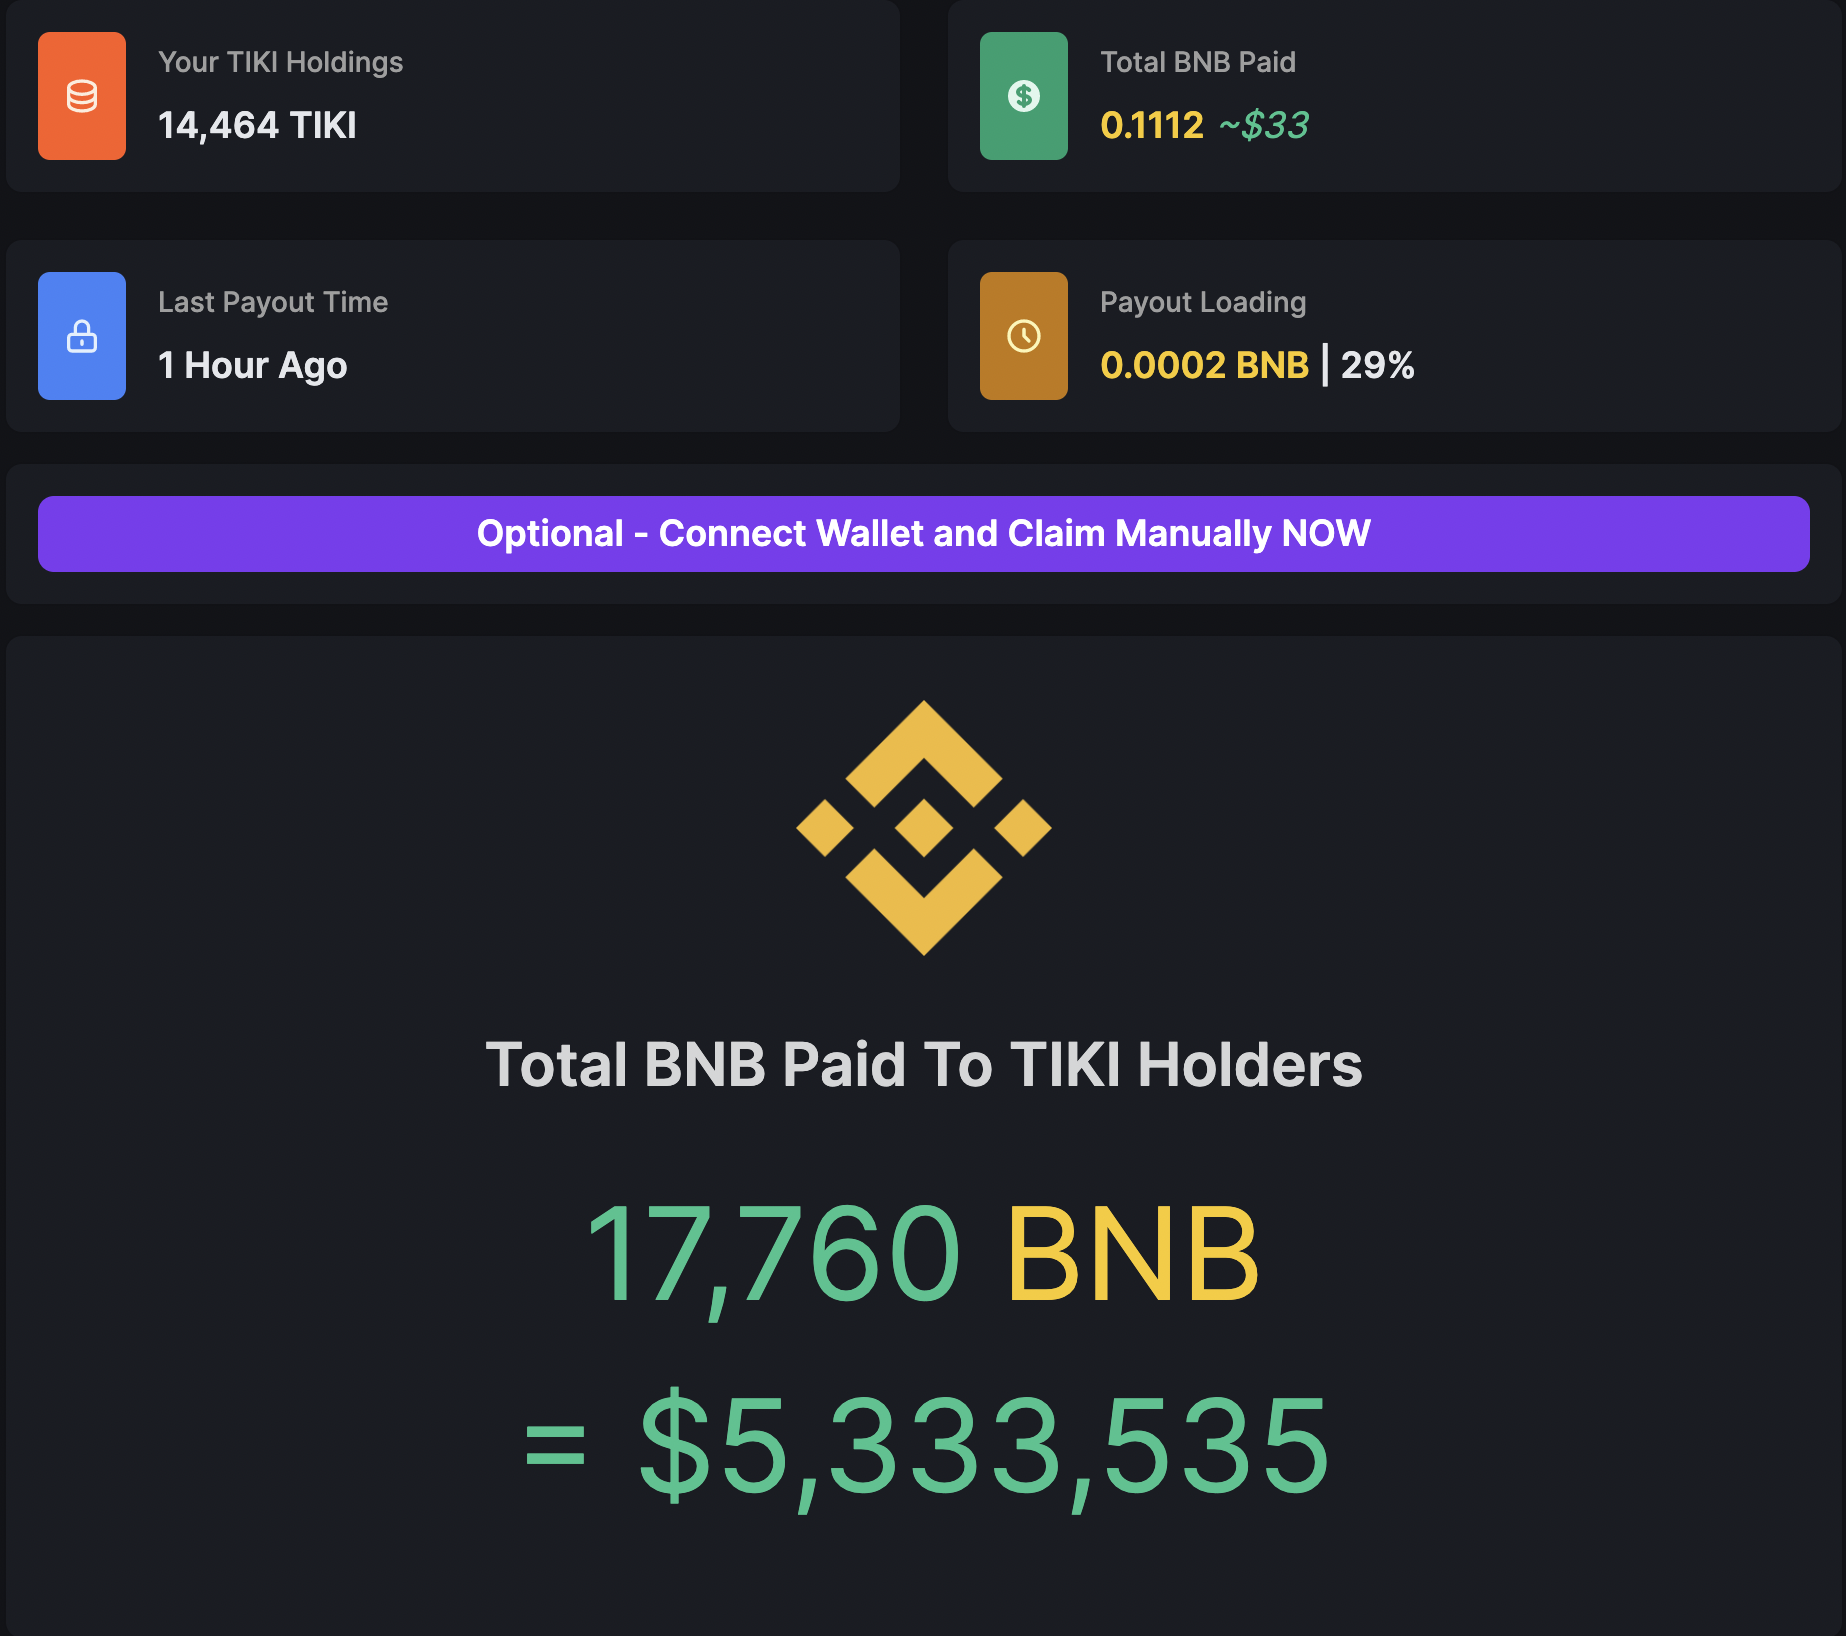 Your TIKI Holdings
14,464 TIKI
Total BNB Paid
0.1112 ~$33
Last Payout Time
1 Hour Ago
Payout Loading
0.0002 BNB | 29%
Optional - Connect Wallet and Claim Manually NOW
Total BNB Paid To TIKI Holders
17,760 BNB
= $5,333,535